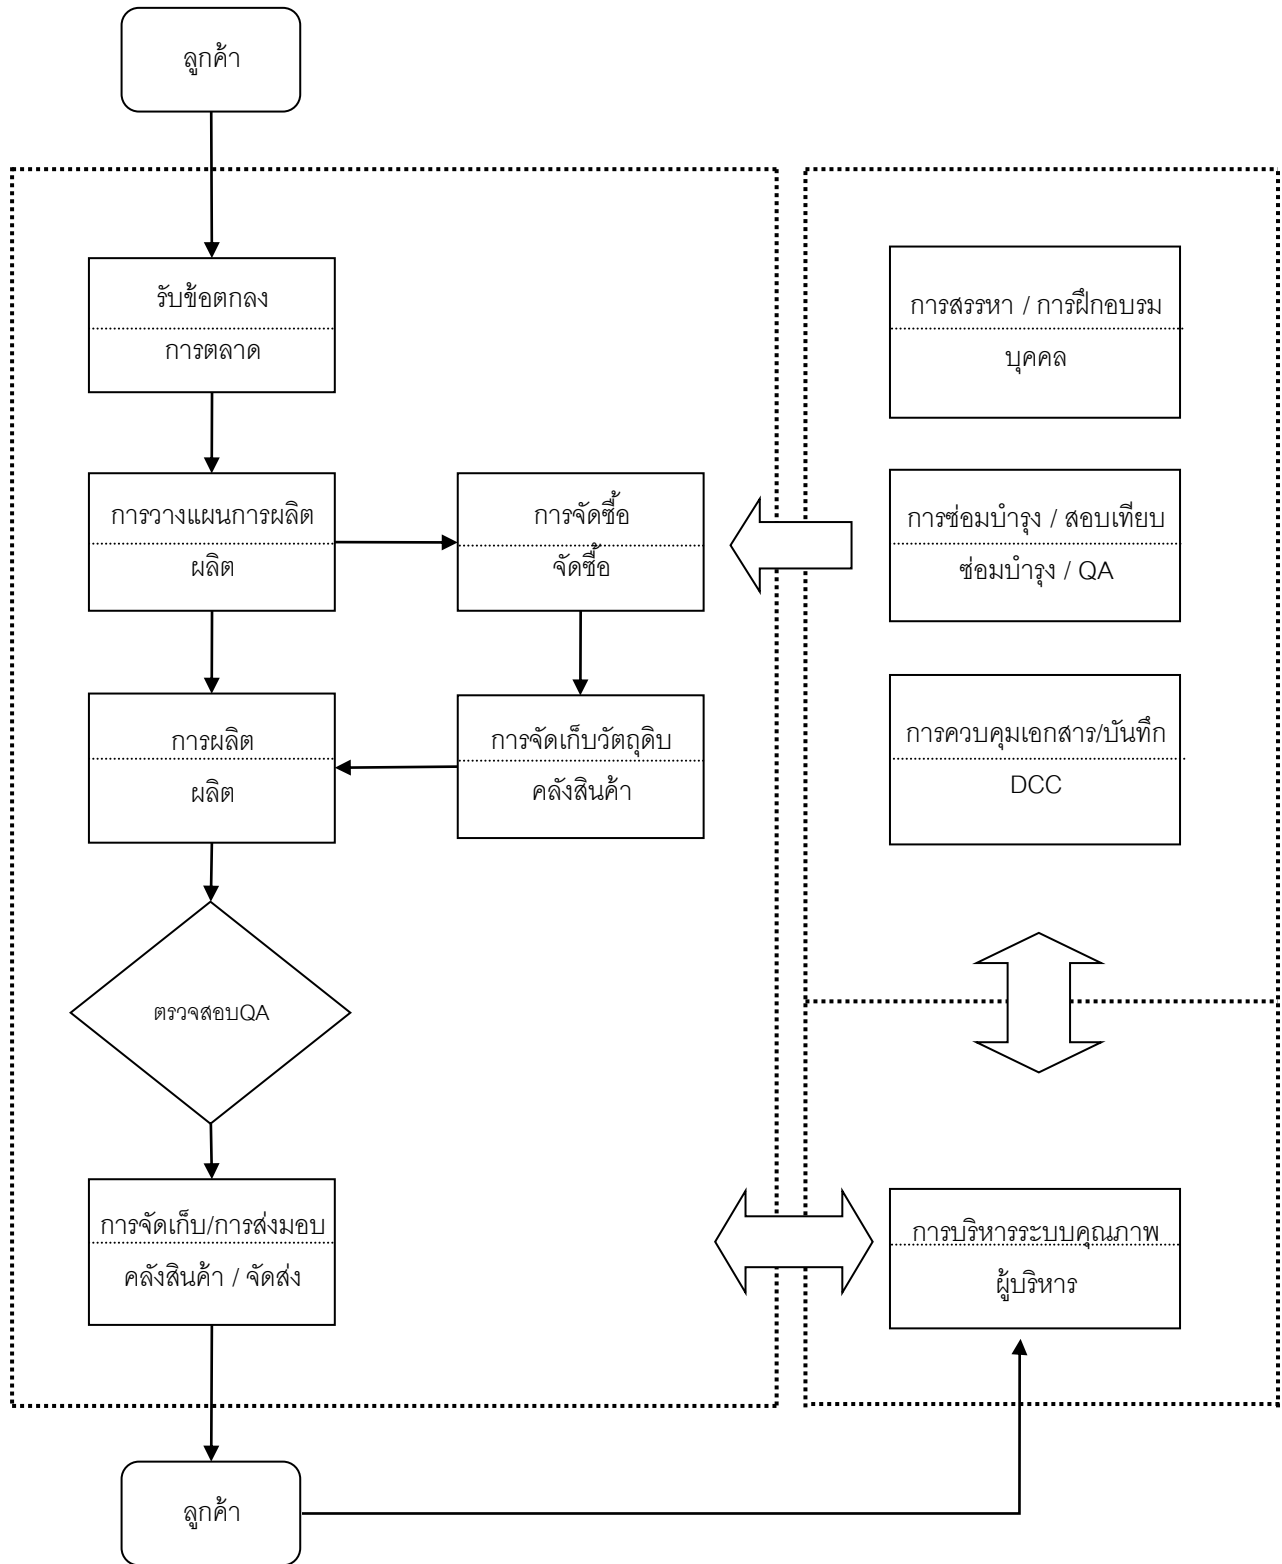 ลูกค้า
รับข้อตกลง
การตลาด
การวางแผนการผลิต
ผลิต
การจัดซื้อ
จัดซื้อ
การผลิต
ผลิต
การจัดเก็บวัตถุดิบ
คลังสินค้า
ตรวจสอบQA
การจัดเก็บ/การส่งมอบ
คลังสินค้า / จัดส่ง
ลูกค้า
การสรรหา / การฝึกอบรม
บุคคล
การซ่อมบำรุง / สอบเทียบ
ซ่อมบำรุง / QA
การควบคุมเอกสาร/บันทึก
DCC
การบริหารระบบคุณภาพ
ผู้บริหาร